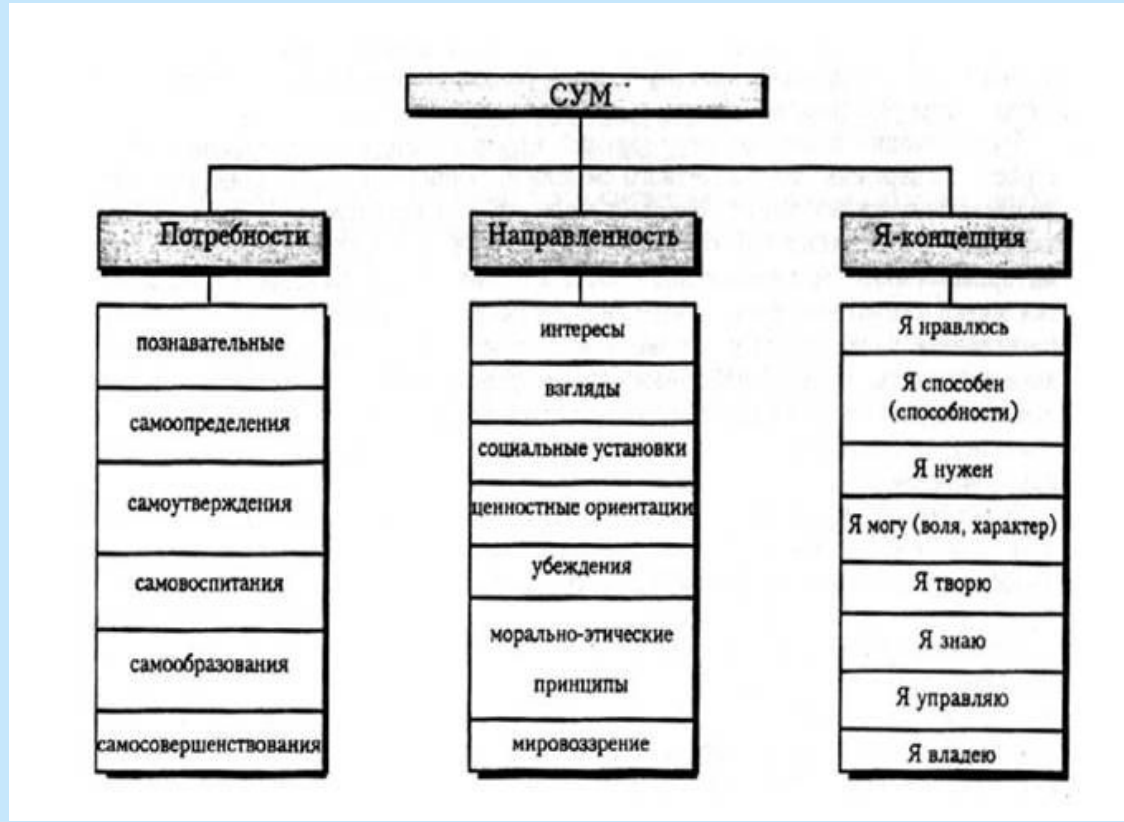 СУМ
Потребности
познавательные
самоопределения
самоутверждения
самовоспитания
самообразования
самосовершенствования
Направленность
интересы
взгляды
социальные установки
ценностные ориентации
убеждения
морально-этические
принципы
мировоззрение
Я-концепция
Я нравлюсь
Я способен
(способности)
Я нужен
Я могу (воля, характер)
Я творю
Я знаю
Я управляю
Я владею